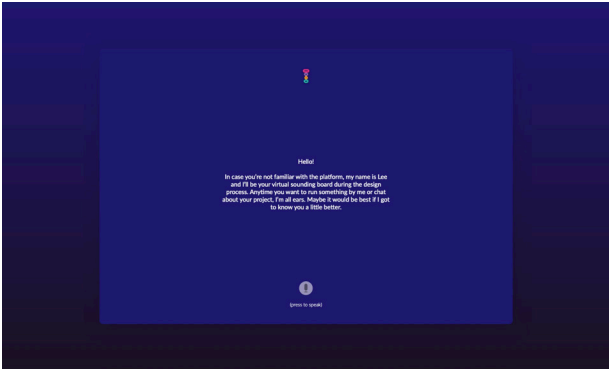 Hello!
In case you're not familiar with the platform, my name is Lee
and I'll be your virtual sounding board during the design
process. Anytime you want to run something by me or chat
about your project, I'm all ears. Maybe it would be best if I got
to know you a little better.
(press to speak)